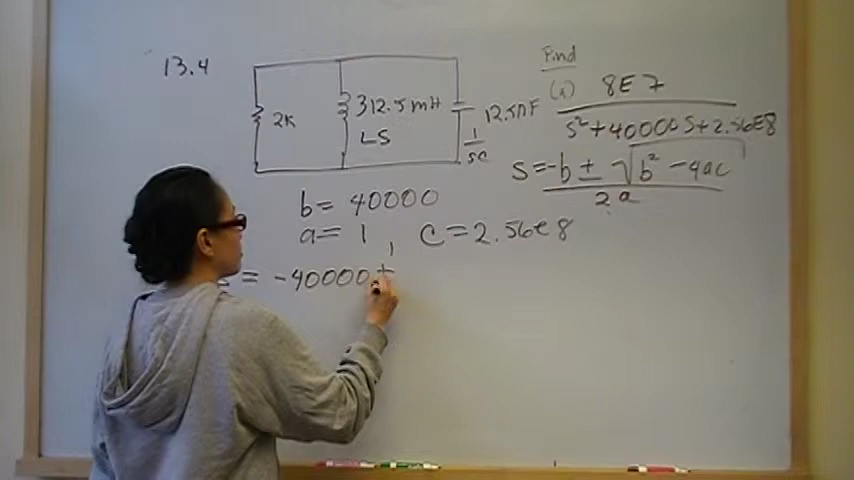 13.4
2K
312.5mH
LS
12.5nF
1
sc
Find
(a) 8E7
s²+40000s+2.56E8
s=-b ± √b²-4ac
2a
b= 40000
a= 1, c=2.56e8
= -40000±